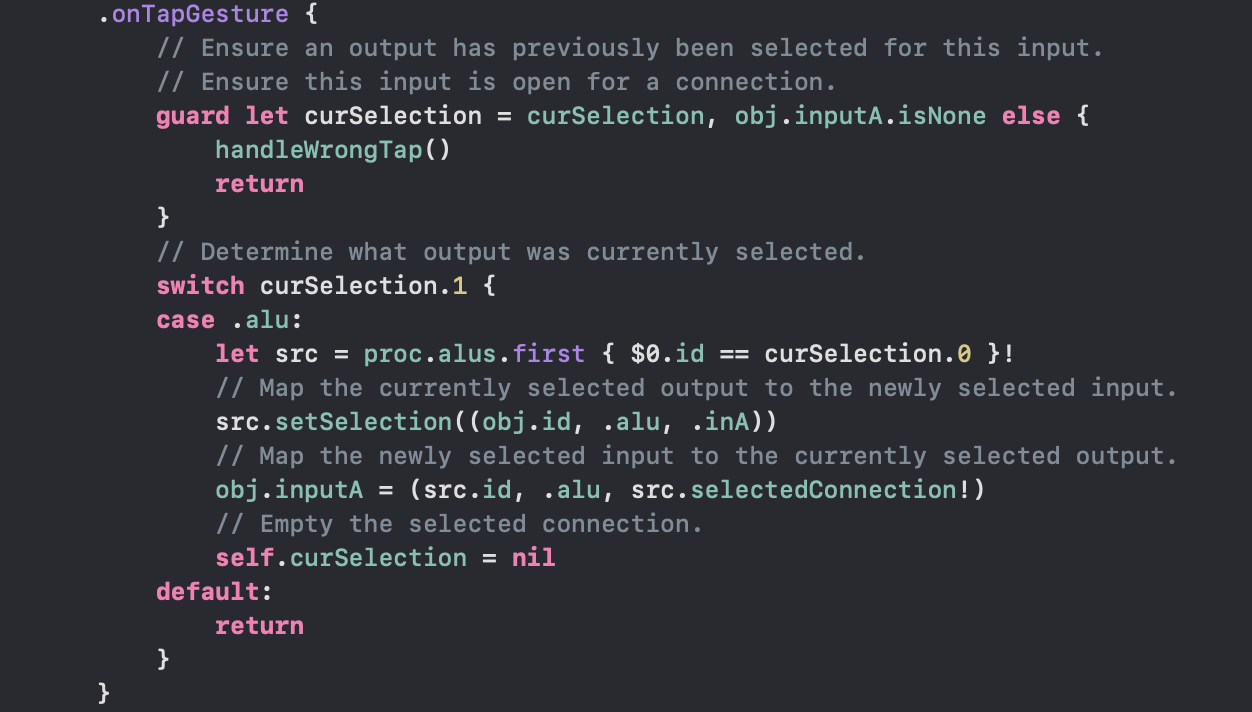 .onTapGesture {
// Ensure an output has previously been selected for this input.
// Ensure this input is open for a connection.
guard let curSelection = curSelection, obj.inputA.isNone else {
handleWrongTap()
return
}
// Determine what output was currently selected.
switch curSelection.1 {
case .alu:
let src = proc.alus.first { $0.id == curSelection.0 }!
// Map the currently selected output to the newly selected input.
src.setSelection((obj.id, .alu, .inA))
// Map the newly selected input to the currently selected output.
obj.inputA = (src.id, .alu, src.selectedConnection!)
// Empty the selected connection.
self.curSelection = nil
default:
return
}
}